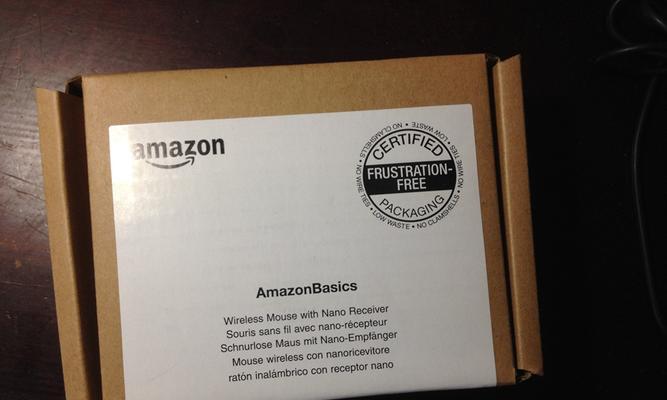 amazon
CERTIFIED
FRUSTRATION-
FREE
PACKAGING
NO CLAMSHELLS • LOW WASTE • NO WIRE TIES • NO CLAMSHELLS • LOW WASTE • NO WIRE TIES •
AmazonBasics
Wireless Mouse with Nano Receiver
Souris sans fil avec nano-récepteur
Schnurlose Maus mit Nano-Empfänger
Mouse wireless con nanoricevitore
ratón inalámbrico con receptor nano